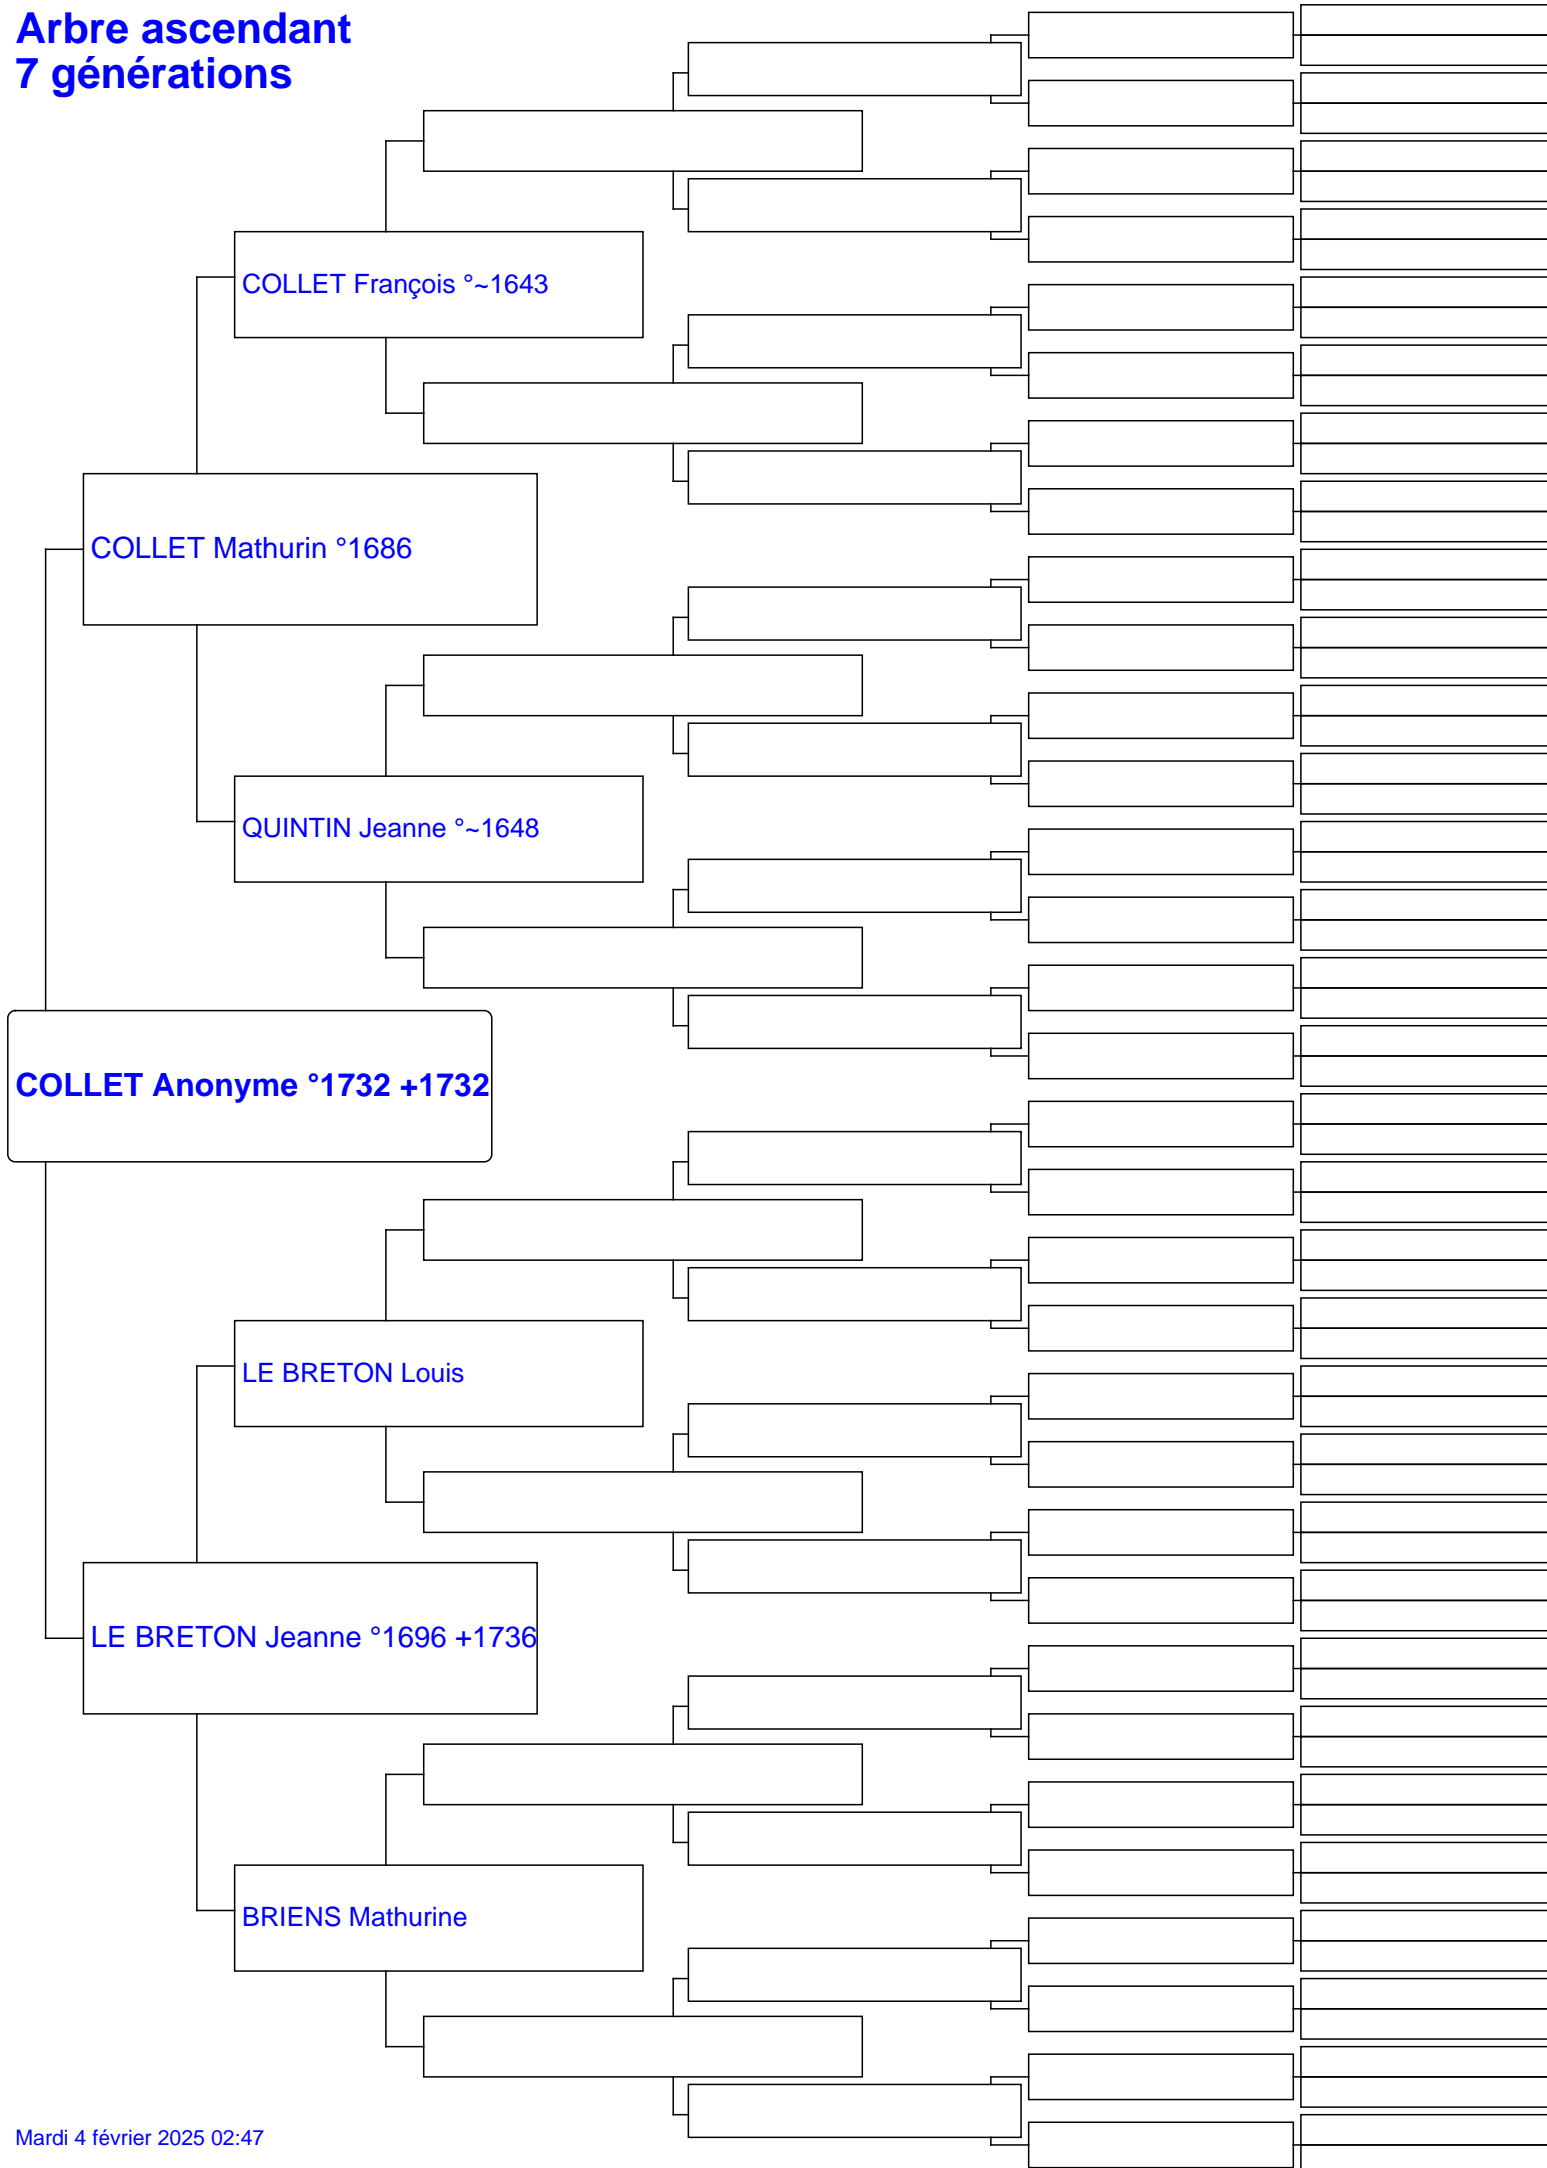 Arbre ascendant
7 générations
COLLET François °~1643
COLLET Mathurin °1686
QUINTIN Jeanne °~1648
COLLET Anonyme °1732 +1732
LE BRETON Louis
LE BRETON Jeanne °1696 +1736
BRIENS Mathurine
Mardi 4 février 2025 02:47